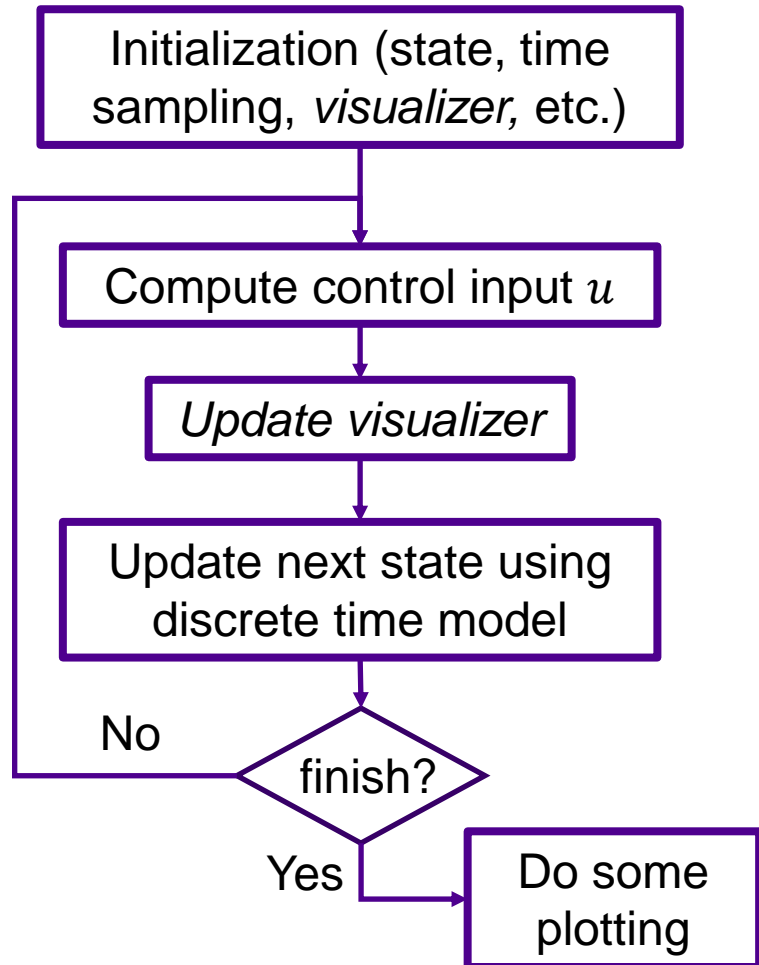 Initialization (state, time
sampling, visualizer, etc.)
Compute control input u
Update visualizer
Update next state using
discrete time model
No
finish?
Yes
Do some
plotting